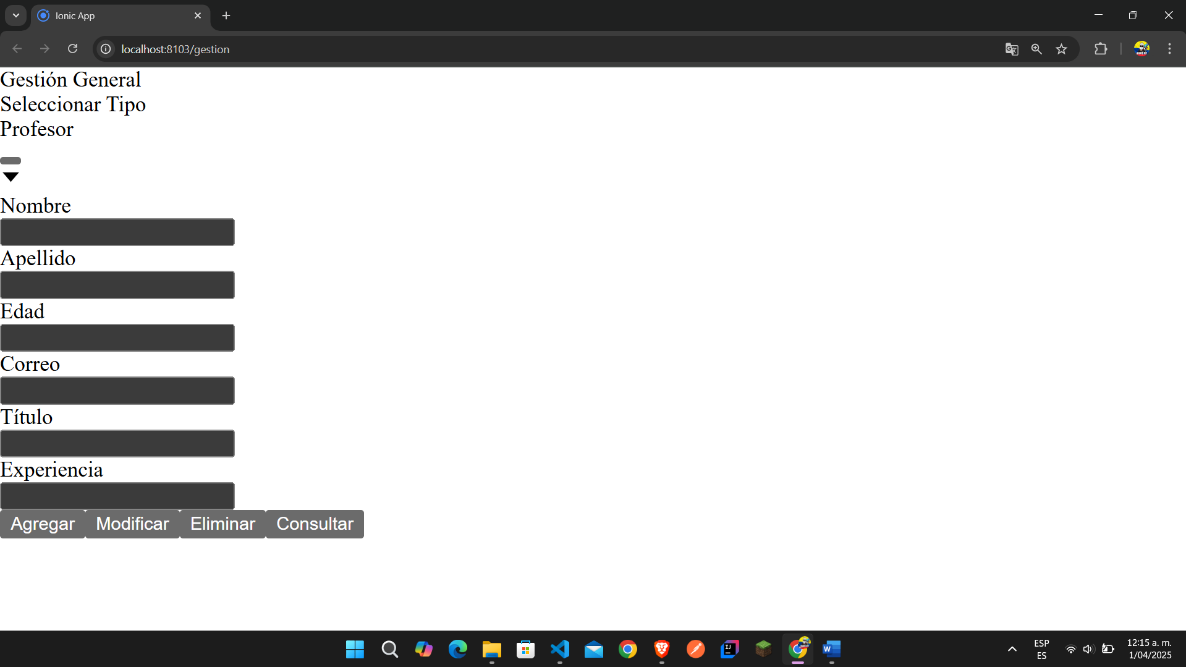 Ionic App
localhost:8103/gestion
Gestión General
Seleccionar Tipo
Profesor
Nombre
Apellido
Edad
Correo
Título
Experiencia
Agregar Modificar Eliminar Consultar
ESP
ES
12:15 a. m.
1/04/2025